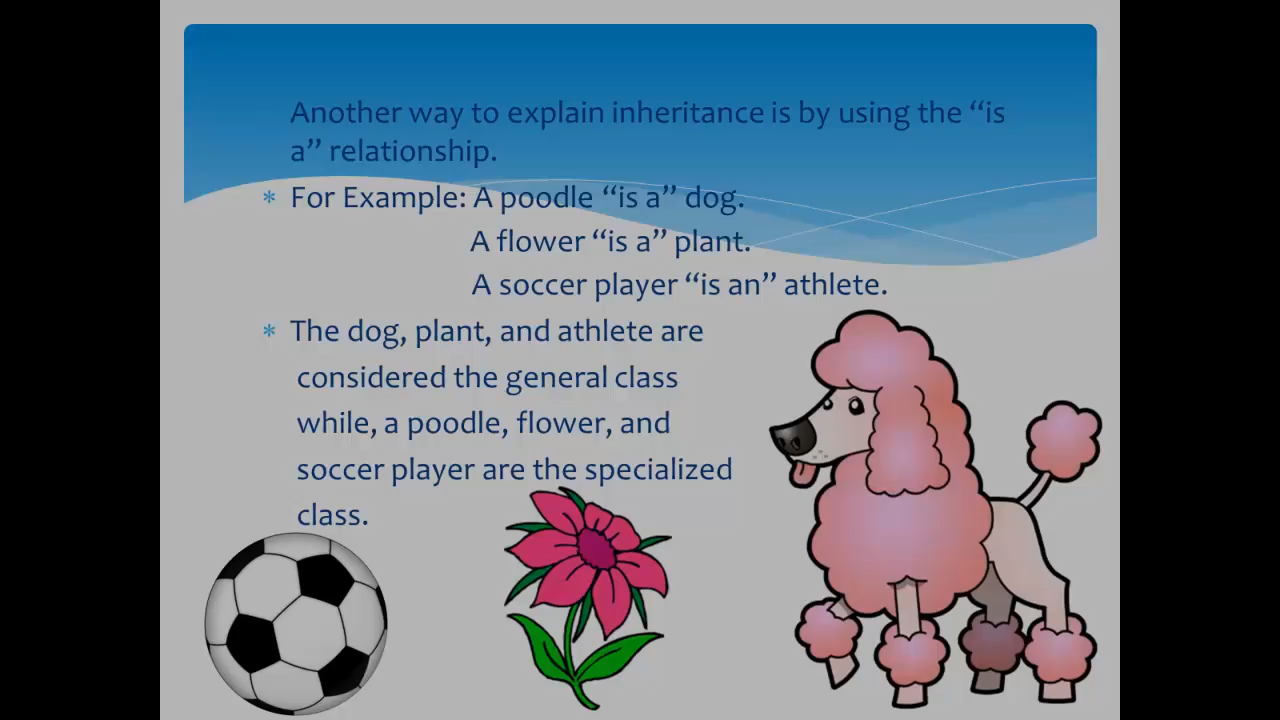 Another way to explain inheritance is by using the “is
a” relationship.
* For Example: A poodle “is a” dog.
A flower “is a” plant.
A soccer player “is an” athlete.
* The dog, plant, and athlete are
considered the general class
while, a poodle, flower, and
soccer player are the specialized
class.